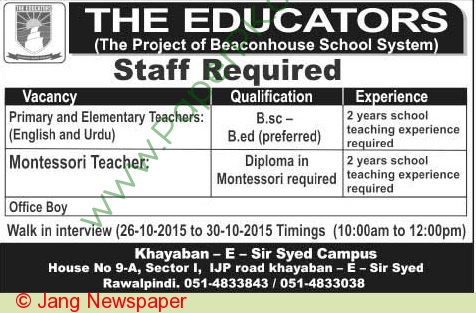 THE EDUCATORS
(The Project of Beaconhouse School System)
Staff Required
Vacancy Qualification Experience
Primary and Elementary Teachers: B.sc – 2 years school
(English and Urdu) B.ed (preferred) teaching experience
required
Montessori Teacher: Diploma in 2 years school
Montessori required teaching experience
required
Office Boy
Walk in interview (26-10-2015 to 30-10-2015 Timings (10:00am to 12:00pm)
Khayaban – E – Sir Syed Campus
House No 9-A, Sector I, IJP road khayaban – E – Sir Syed
Rawalpindi. 051-4833843 / 051-4833038
© Jang Newspaper